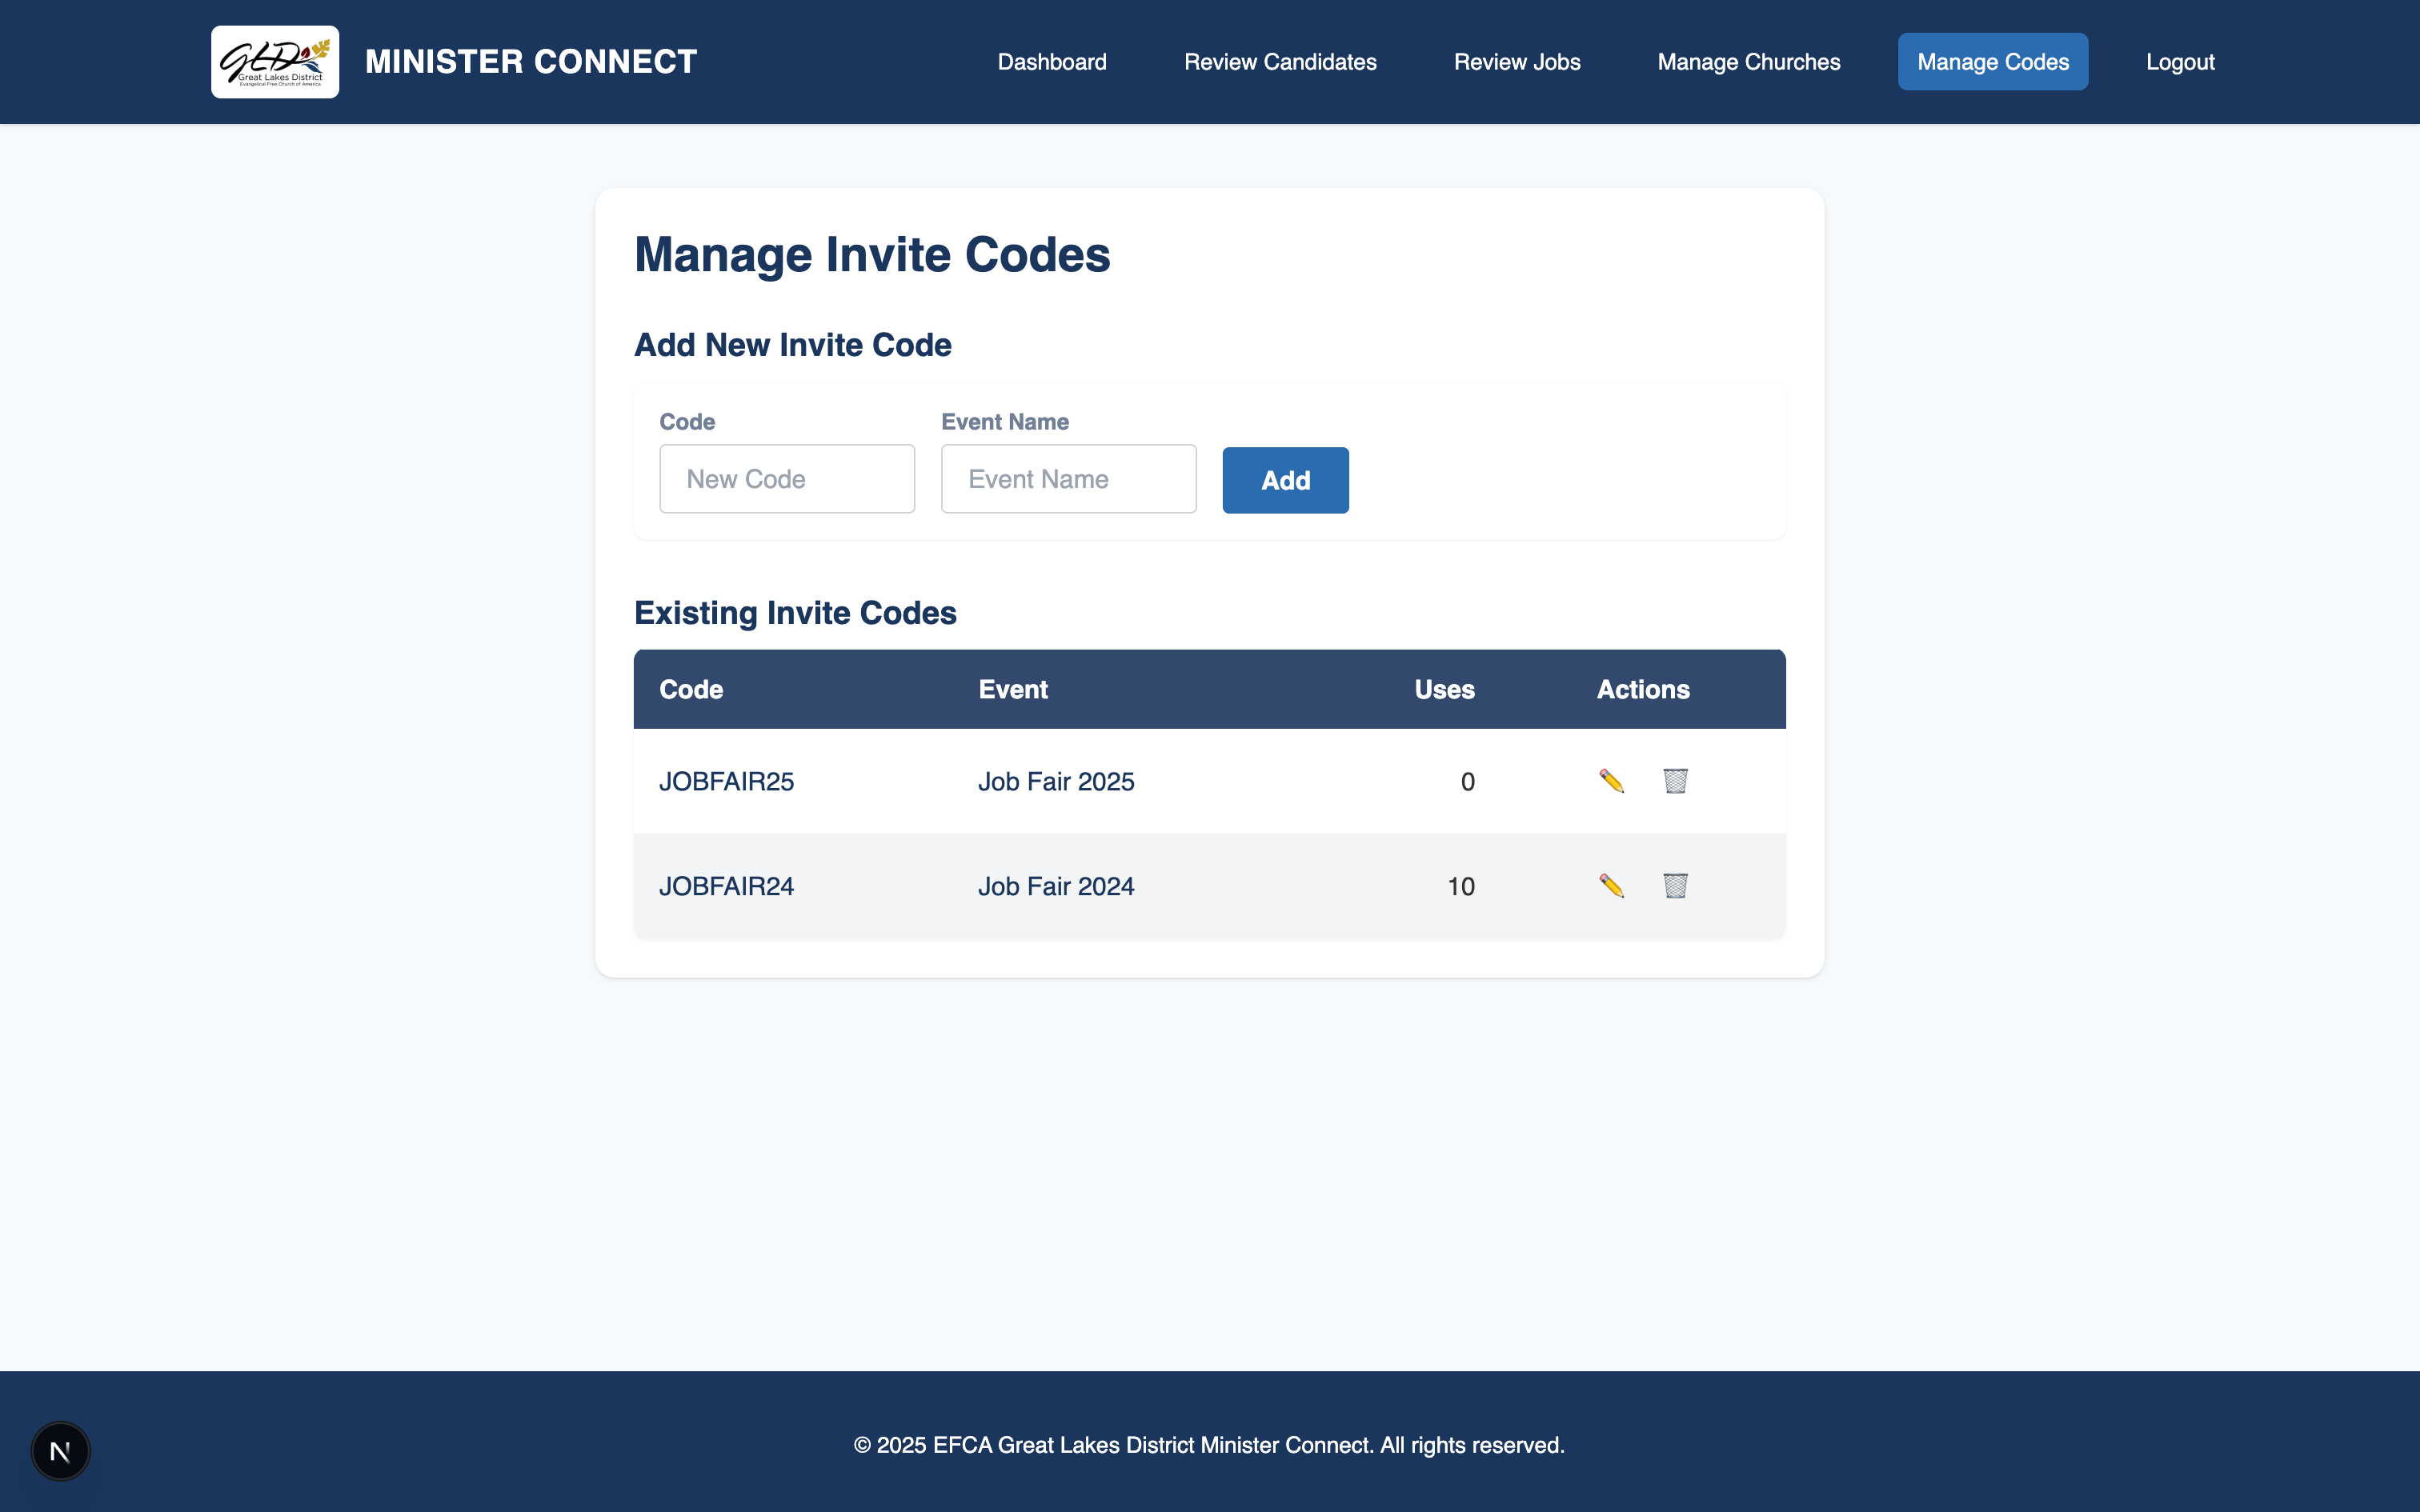 GLD
Great Lakes District
Evangelical Free Church of America
MINISTER CONNECT
Dashboard
Review Candidates
Review Jobs
Manage Churches
Manage Codes
Logout
Manage Invite Codes
Add New Invite Code
Code
Event Name
New Code
Event Name
Add
Existing Invite Codes
Code Event Uses Actions
JOBFAIR25 Job Fair 2025 0
JOBFAIR24 Job Fair 2024 10
© 2025 EFCA Great Lakes District Minister Connect. All rights reserved.
N